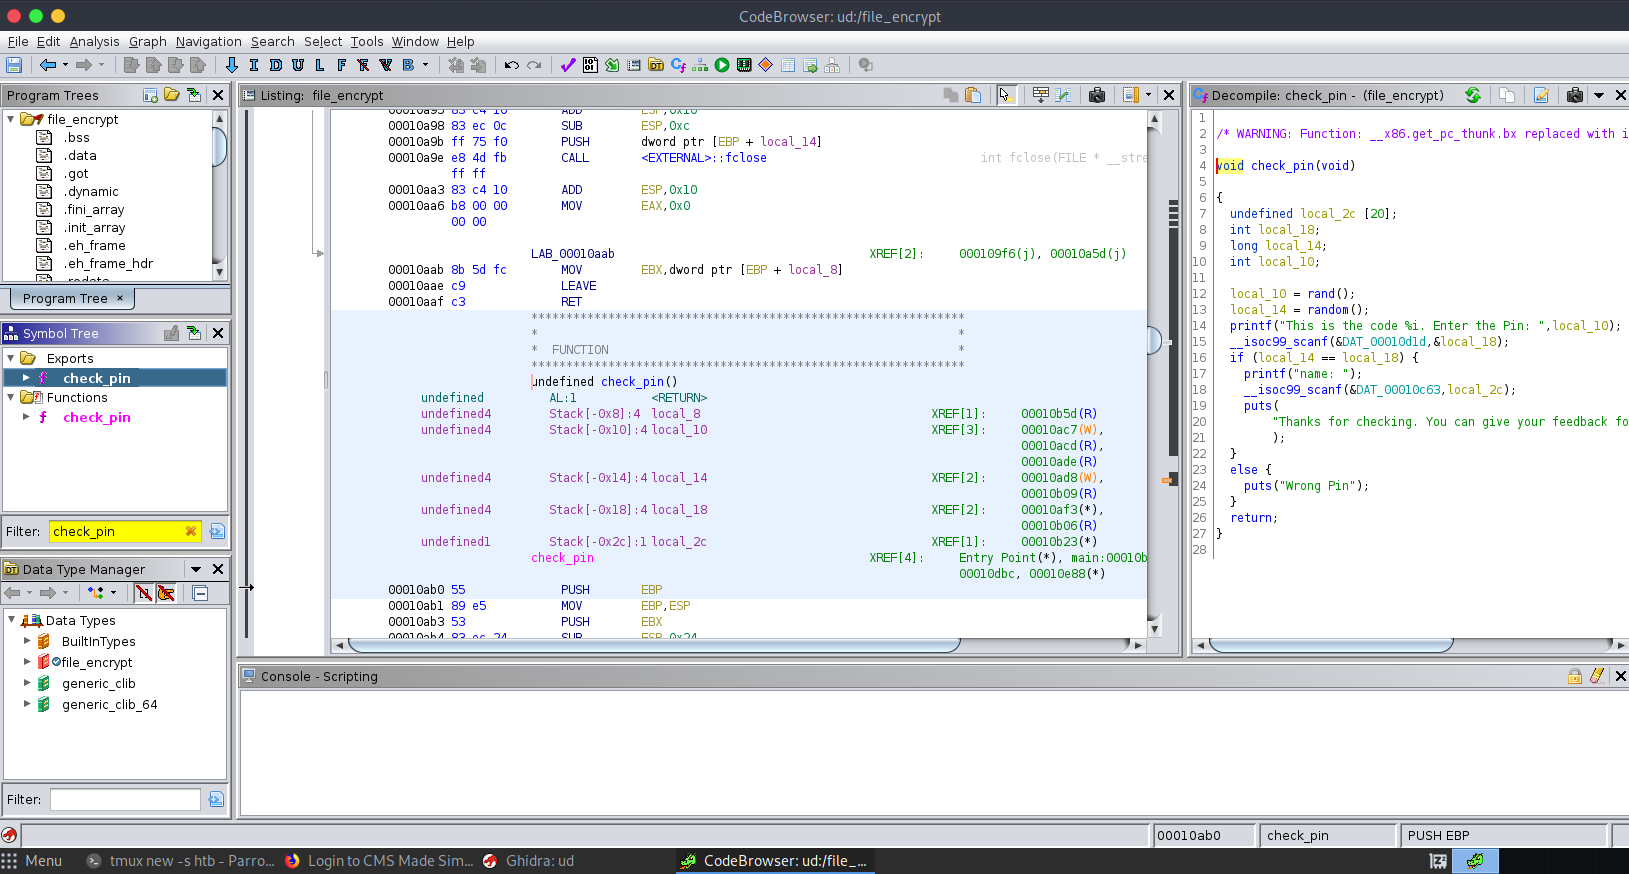 CodeBrowser: ud:/file_encrypt
File Edit Analysis Graph Navigation Search Select Tools Window Help
I D U L F B
Program Trees
file_encrypt
.bss
.data
.got
.dynamic
.fini_array
.init_array
.eh_frame
.eh_frame_hdr
.rodata
Program Tree ×
Symbol Tree
Exports
f check_pin
Functions
f check_pin
Filter: check_pin
Data Type Manager
Data Types
BuiltInTypes
file_encrypt
generic_clib
generic_clib_64
Filter:
Listing: file_encrypt
00010a95 83 c4 10 ADD ESP,0x10
00010a98 83 ec 0c SUB ESP,0xc
00010a9b ff 75 f0 PUSH dword ptr [EBP + local_14]
00010a9e e8 4d fb CALL <EXTERNAL>::fclose int fclose(FILE * __stre
ff ff
00010aa3 83 c4 10 ADD ESP,0x10
00010aa6 b8 00 00 MOV EAX,0x0
00 00
LAB_00010aab XREF[2]: 000109f6(j), 00010a5d(j)
00010aab 8b 5d fc MOV EBX,dword ptr [EBP + local_8]
00010aae c9 LEAVE
00010aaf c3 RET
**************************************************************
* *
* FUNCTION *
**************************************************************
undefined check_pin()
undefined AL:1 <RETURN>
undefined4 Stack[-0x8]:4 local_8 XREF[1]: 00010b5d(R)
undefined4 Stack[-0x10]:4 local_10 XREF[3]: 00010ac7(W),
00010acd(R),
00010ade(R)
undefined4 Stack[-0x14]:4 local_14 XREF[2]: 00010ad8(W),
00010b09(R)
undefined4 Stack[-0x18]:4 local_18 XREF[2]: 00010af3(*),
00010b06(R)
undefined1 Stack[-0x2c]:1 local_2c XREF[1]: 00010b23(*)
check_pin XREF[4]: Entry Point(*), main:00010b
00010dbc, 00010e88(*)
00010ab0 55 PUSH EBP
00010ab1 89 e5 MOV EBP,ESP
00010ab3 53 PUSH EBX
00010ab4 83 ec 24 SUB ESP,0x24
Decompile: check_pin - (file_encrypt)
1
2 /* WARNING: Function: __x86.get_pc_thunk.bx replaced with i
3
4 void check_pin(void)
5
6 {
7 undefined local_2c [20];
8 int local_18;
9 long local_14;
10 int local_10;
11
12 local_10 = rand();
13 local_14 = random();
14 printf("This is the code %i. Enter the Pin: ",local_10);
15 __isoc99_scanf(&DAT_00010d1d,&local_18);
16 if (local_14 == local_18) {
17 printf("name: ");
18 __isoc99_scanf(&DAT_00010c63,local_2c);
19 puts(
20 "Thanks for checking. You can give your feedback fo
21 );
22 }
23 else {
24 puts("Wrong Pin");
25 }
26 return;
27 }
28
Console - Scripting
00010ab0 check_pin PUSH EBP
Menu tmux new -s htb - Parro... Login to CMS Made Sim... Ghidra: ud CodeBrowser: ud:/file_...